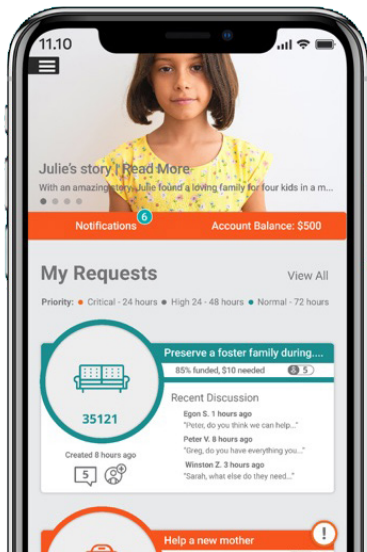 11.10
Julie's story | Read More
With an amazing story, Julie found a loving family for four kids in a m...
Notifications
6
Account Balance: $500
My Requests
View All
Priority: Critical - 24 hours High 24 - 48 hours Normal - 72 hours
Preserve a foster family during....
85% funded, $10 needed
5
35121
Created 8 hours ago
5
Recent Discussion
Egon S. 1 hours ago
"Peter, do you think we can help..."
Peter V. 8 hours ago
"Greg, do you have everything you..."
Winston Z. 3 hours ago
"Sarah, what else do they need..."
Help a new mother
!